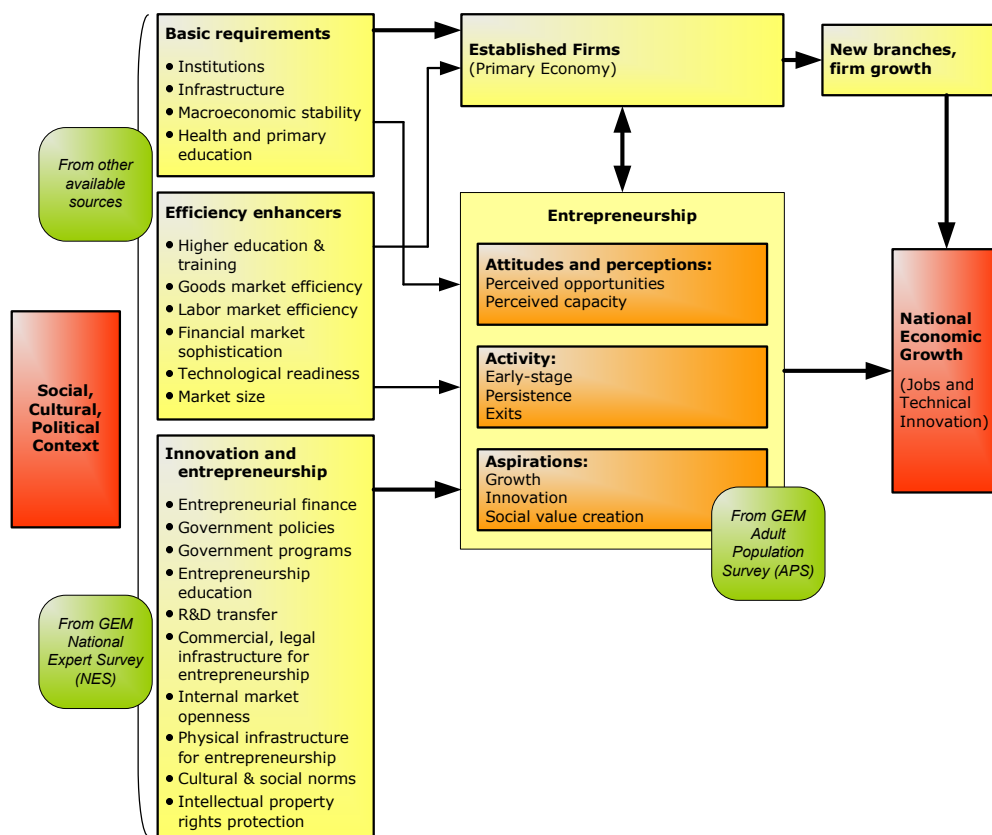 Social,
Cultural,
Political
Context
From other
available
sources
From GEM
National
Expert Survey
(NES)
Basic requirements
• Institutions
• Infrastructure
• Macroeconomic stability
• Health and primary
education
Efficiency enhancers
• Higher education &
training
• Goods market efficiency
• Labor market efficiency
• Financial market
sophistication
• Technological readiness
• Market size
Innovation and
entrepreneurship
• Entrepreneurial finance
• Government policies
• Government programs
• Entrepreneurship
education
• R&D transfer
• Commercial, legal
infrastructure for
entrepreneurship
• Internal market
openness
• Physical infrastructure
for entrepreneurship
• Cultural & social norms
• Intellectual property
rights protection
Established Firms
(Primary Economy)
Entrepreneurship
Attitudes and perceptions:
Perceived opportunities
Perceived capacity
Activity:
Early-stage
Persistence
Exits
Aspirations:
Growth
Innovation
Social value creation
From GEM
Adult
Population
Survey (APS)
New branches,
firm growth
National
Economic
Growth
(Jobs and
Technical
Innovation)